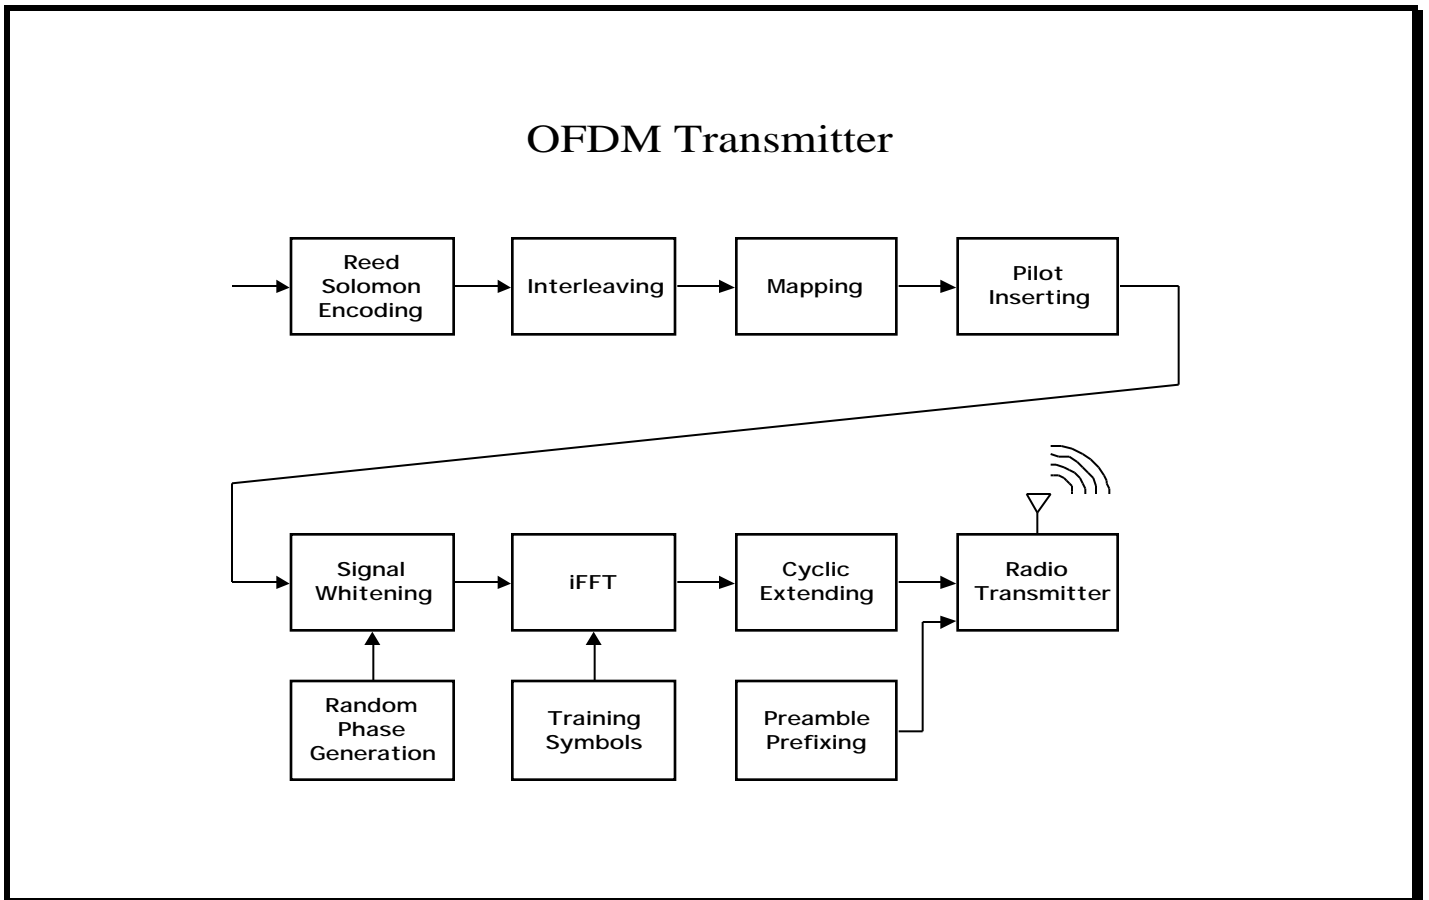 OFDM Transmitter
Reed
Solomon
Encoding
Interleaving
Mapping
Pilot
Inserting
Signal
Whitening
iFFT
Cyclic
Extending
Radio
Transmitter
Random
Phase
Generation
Training
Symbols
Preamble
Prefixing